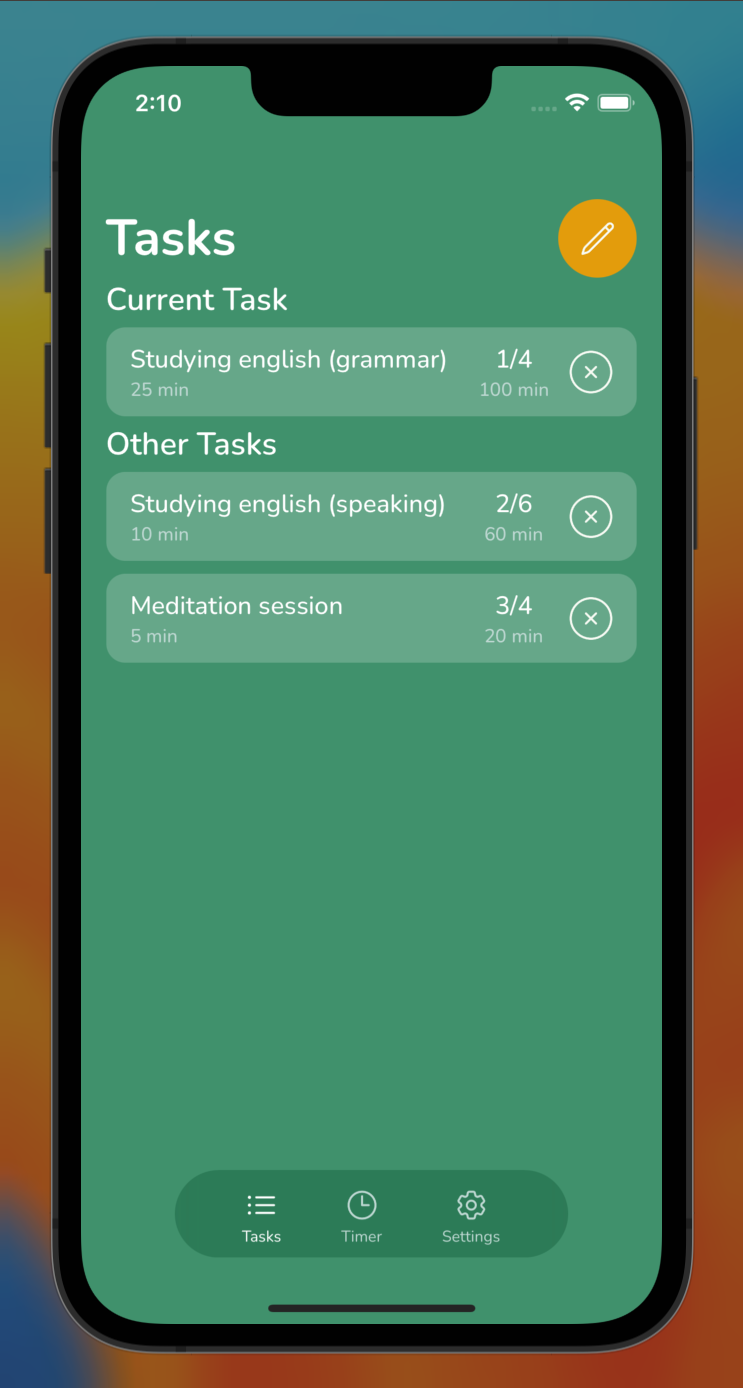 2:10
Tasks
Current Task
Studying english (grammar) 1/4
25 min 100 min
Other Tasks
Studying english (speaking) 2/6
10 min 60 min
Meditation session 3/4
5 min 20 min
Tasks Timer Settings